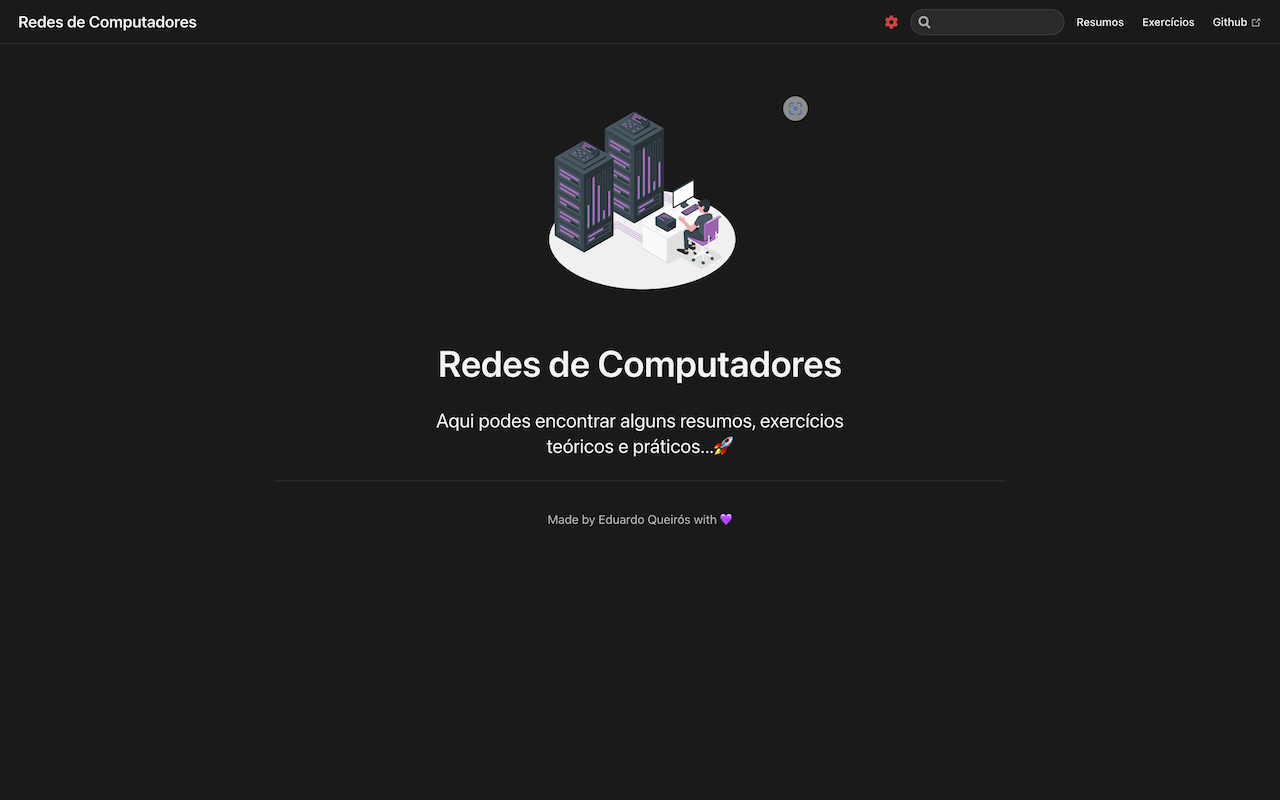 Redes de Computadores
Resumos
Exercícios
Github
Redes de Computadores
Aqui podes encontrar alguns resumos, exercícios
teóricos e práticos...🚀
Made by Eduardo Queirós with 💜